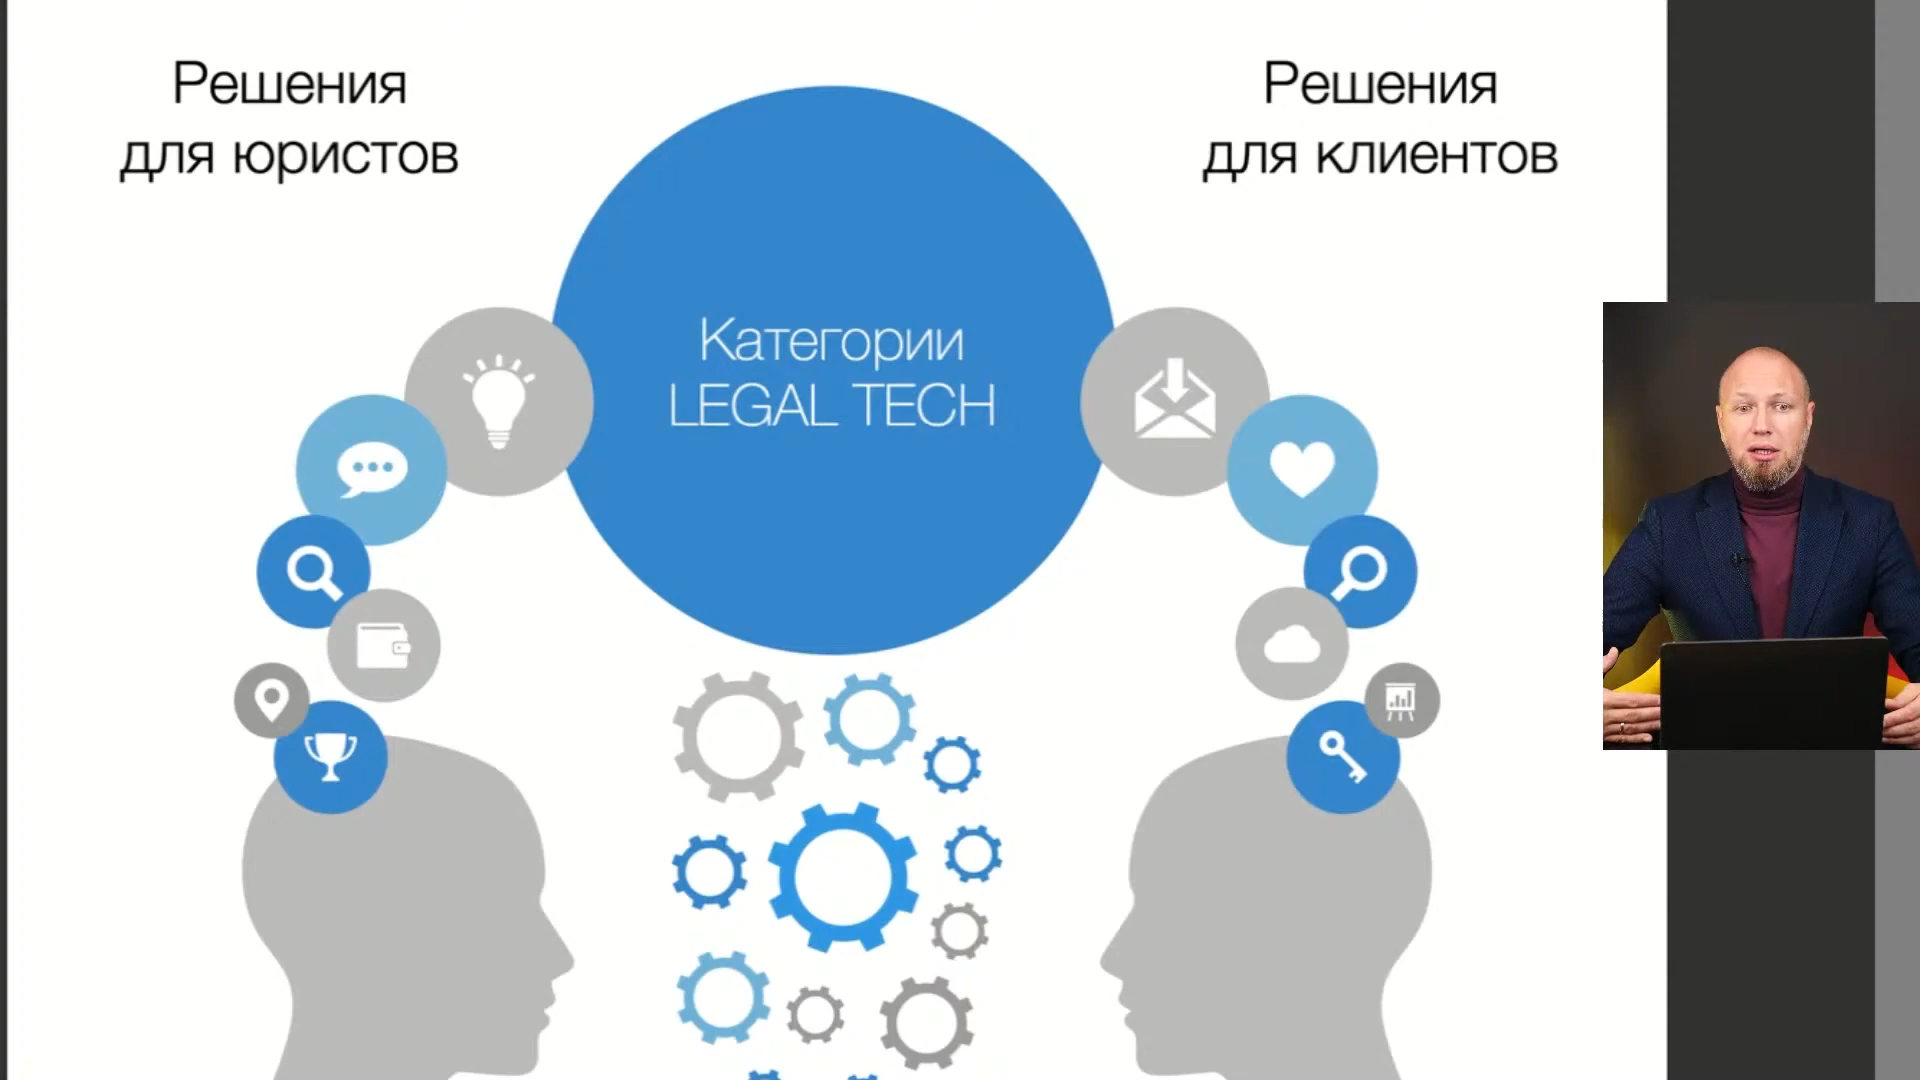 Решения
для юристов
Решения
для клиентов
Категории
LEGAL TECH